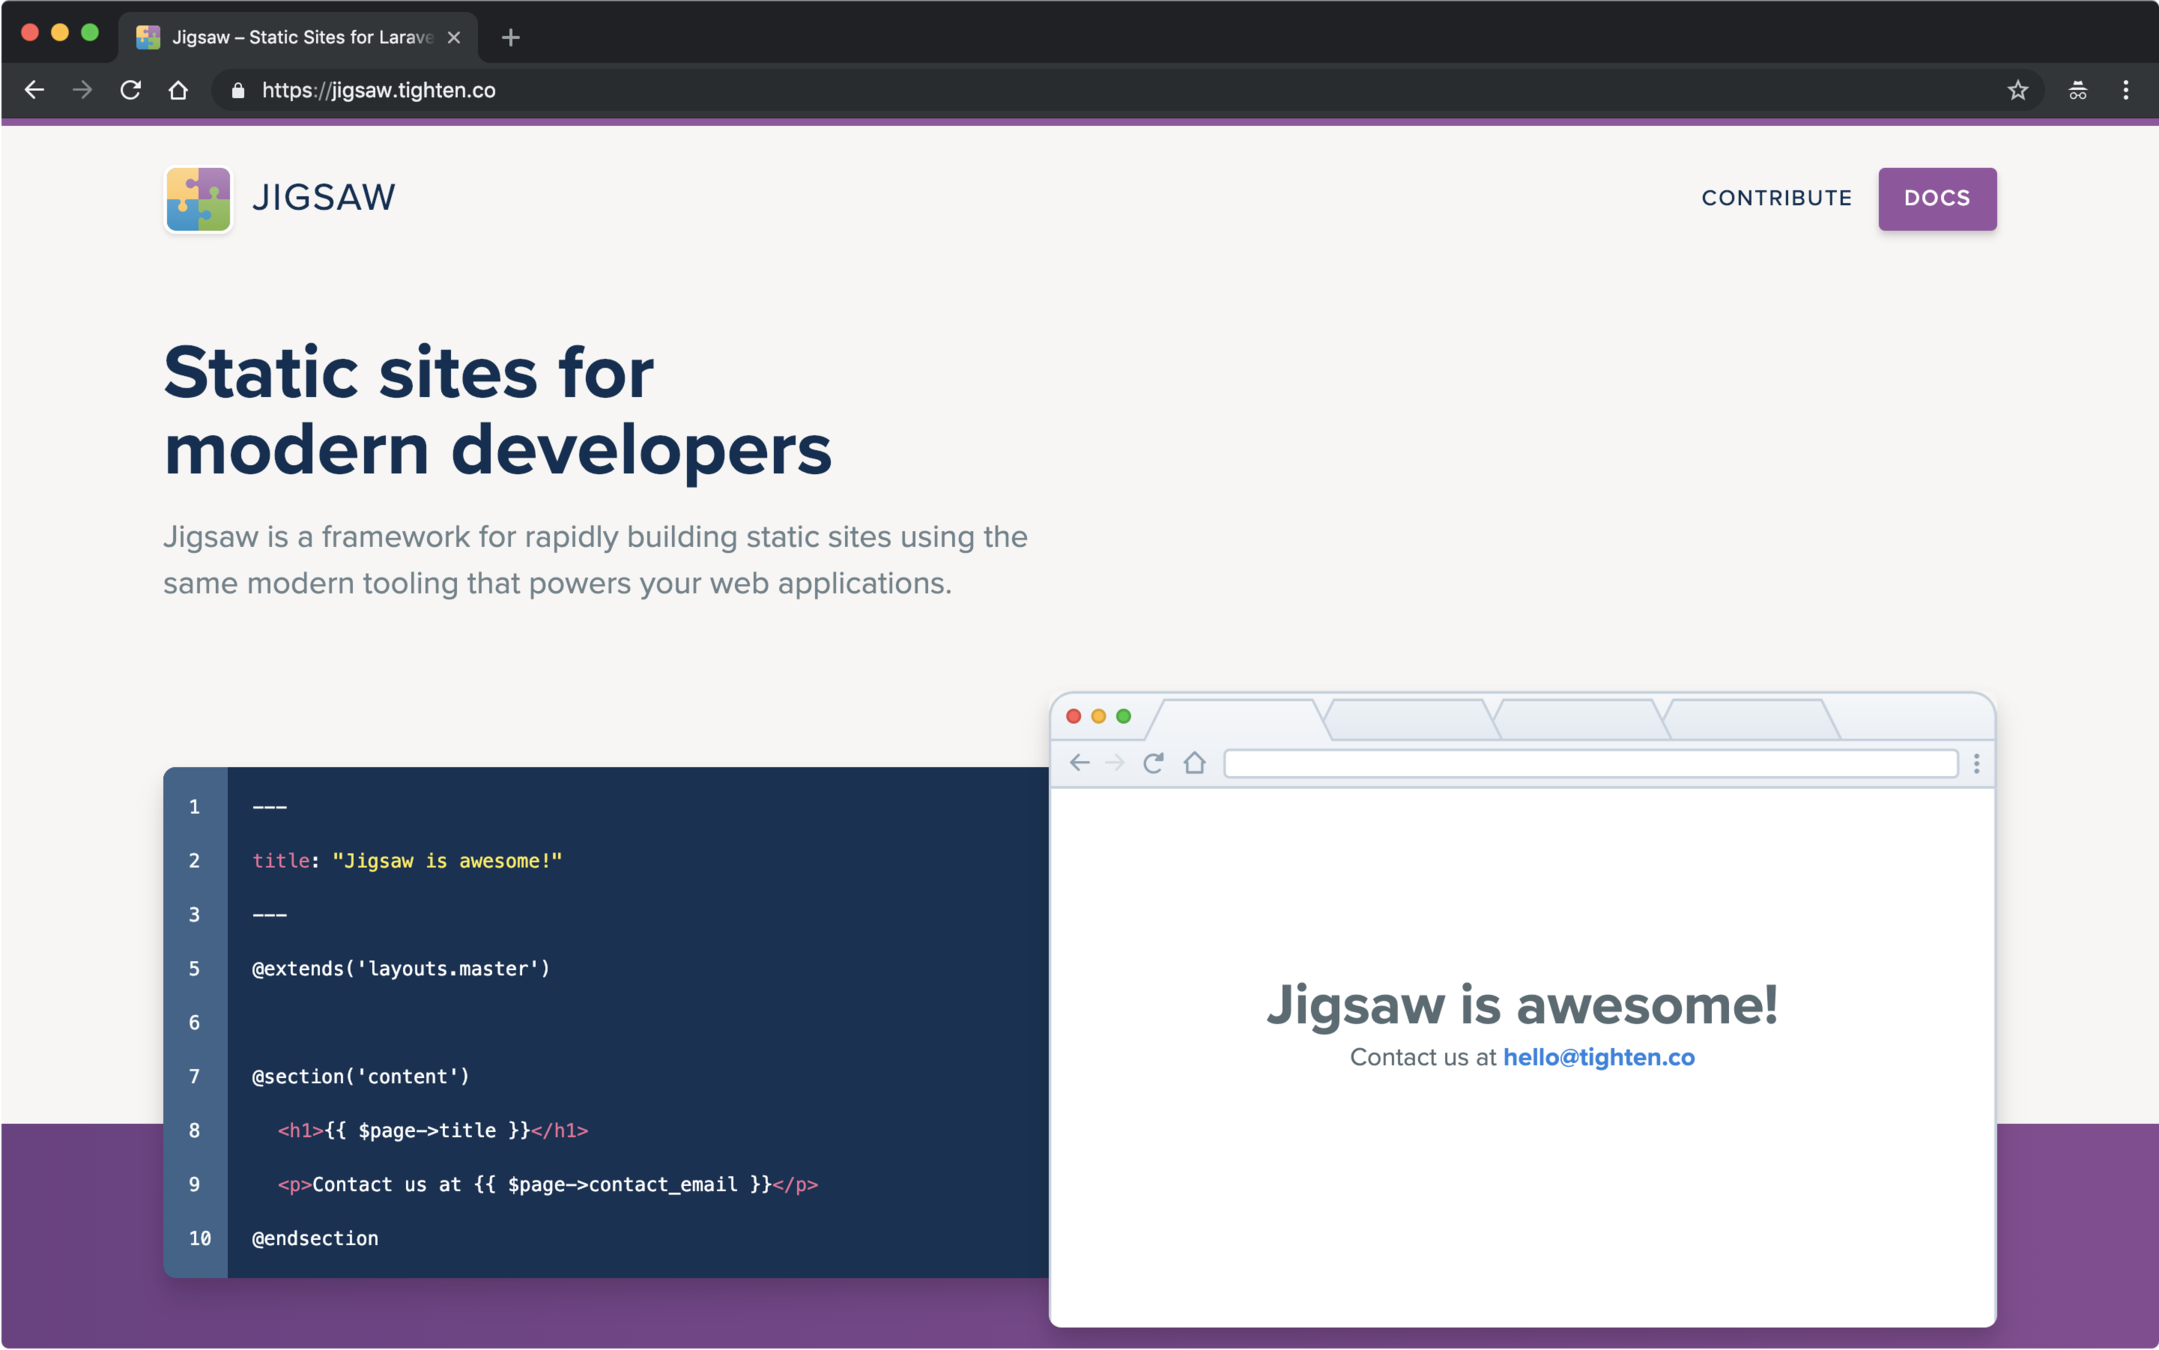 Jigsaw – Static Sites for Larave
https://jigsaw.tighten.co
JIGSAW
CONTRIBUTE
DOCS
Static sites for
modern developers
Jigsaw is a framework for rapidly building static sites using the
same modern tooling that powers your web applications.
1 ---
2 title: "Jigsaw is awesome!"
3 ---
5 @extends('layouts.master')
6
7 @section('content')
8 <h1>{{ $page->title }}</h1>
9 <p>Contact us at {{ $page->contact_email }}</p>
10 @endsection
Jigsaw is awesome!
Contact us at hello@tighten.co